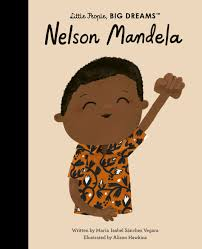 Little People, BIG DREAMS™
Nelson Mandela
Written by Maria Isabel Sánchez Vegara
Illustrated by Alison Hawkins